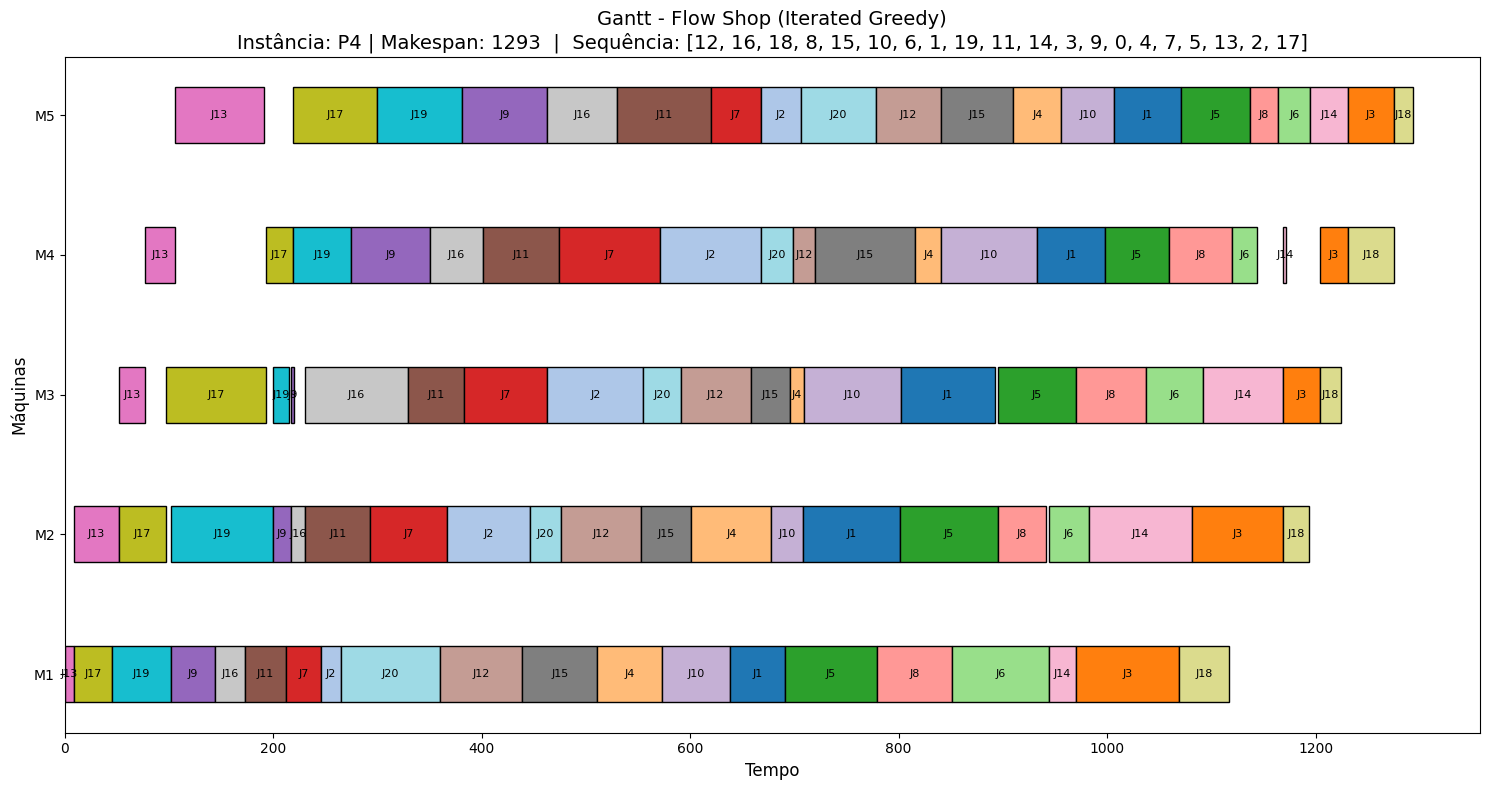 Gantt - Flow Shop (Iterated Greedy)
Instância: P4 | Makespan: 1293 | Sequência: [12, 16, 18, 8, 15, 10, 6, 1, 19, 11, 14, 3, 9, 0, 4, 7, 5, 13, 2, 17]
M5
J13 J17 J19 J9 J16 J11 J7 J2 J20 J12 J15 J4 J10 J1 J5 J8 J6 J14 J3 J18
M4
J13 J17 J19 J9 J16 J11 J7 J2 J20 J12 J15 J4 J10 J1 J5 J8 J6 J14 J3 J18
Máquinas
M3
J13 J17 J19 J16 J11 J7 J2 J20 J12 J15 J4 J10 J1 J5 J8 J6 J14 J3 J18
M2
J13 J17 J19 J9 J16 J11 J7 J2 J20 J12 J15 J4 J10 J1 J5 J8 J6 J14 J3 J18
M1
J13 J17 J19 J9 J16 J11 J7 J2 J20 J12 J15 J4 J10 J1 J5 J8 J6 J14 J3 J18
0 200 400 600 800 1000 1200
Tempo